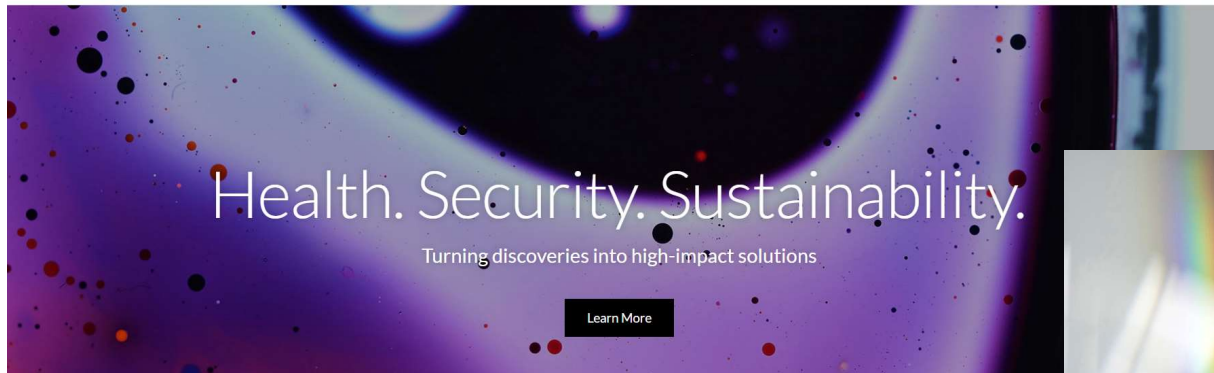 Health. Security. Sustainability.
Turning discoveries into high-impact solutions
Learn More